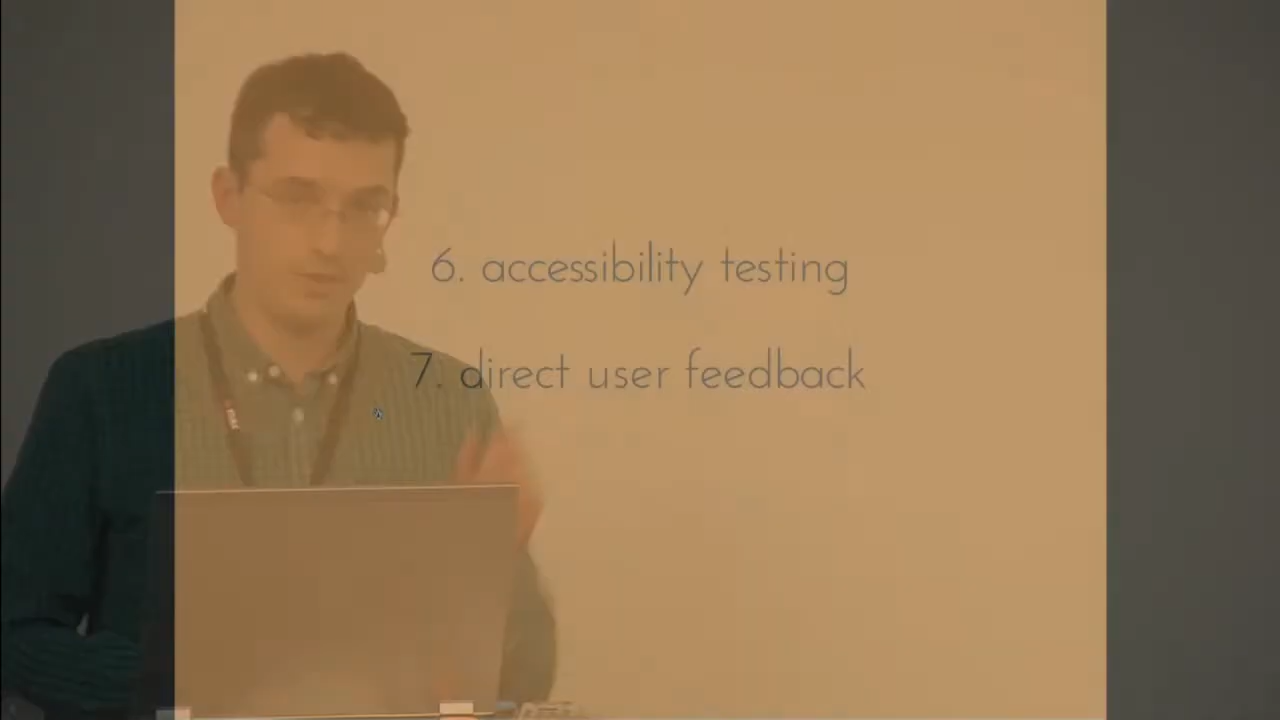 6. accessibility testing
7. direct user feedback